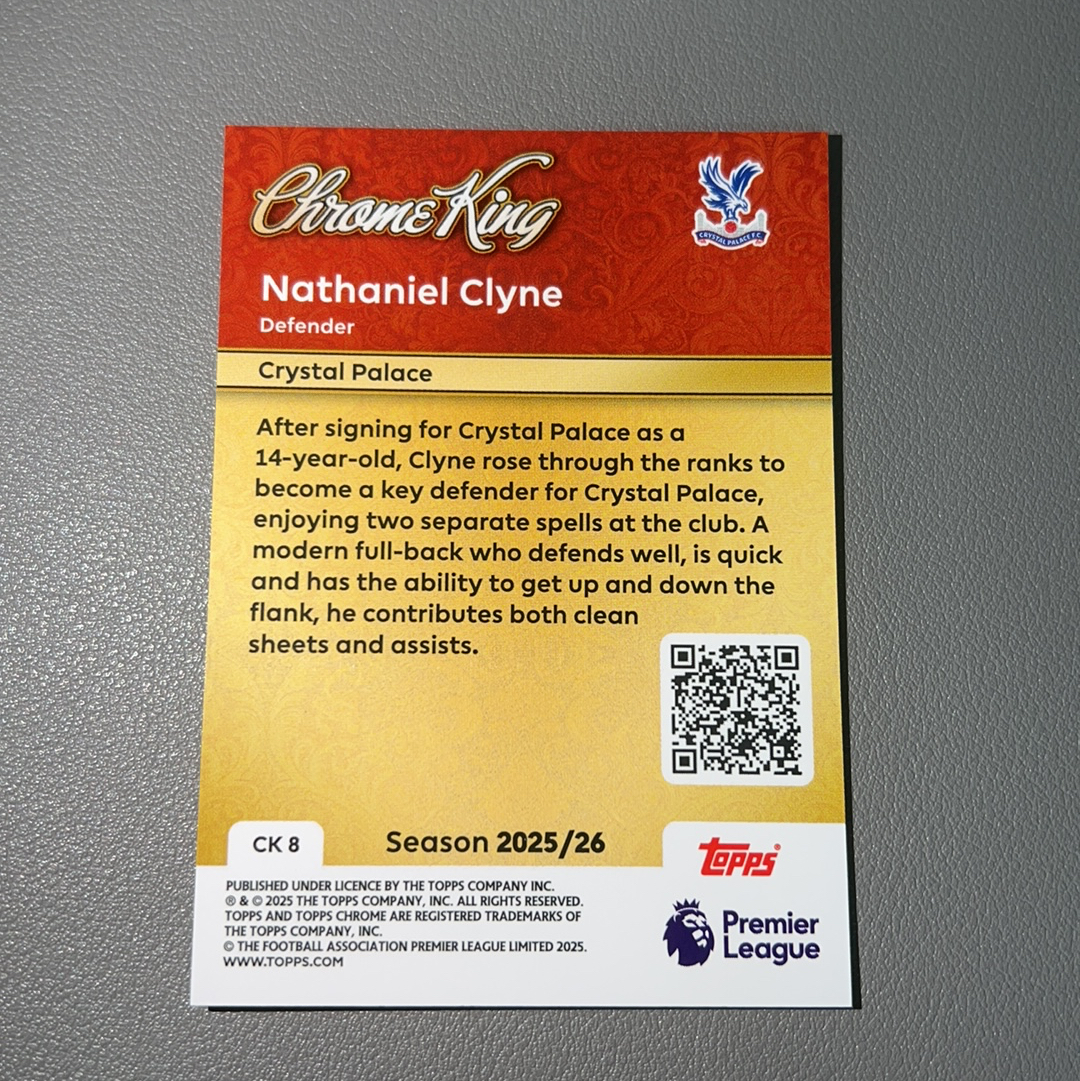 Chrome King
CRYSTAL PALACE F.C.
Nathaniel Clyne
Defender
Crystal Palace
After signing for Crystal Palace as a
14-year-old, Clyne rose through the ranks to
become a key defender for Crystal Palace,
enjoying two separate spells at the club. A
modern full-back who defends well, is quick
and has the ability to get up and down the
flank, he contributes both clean
sheets and assists.
CK 8
Season 2025/26
topps®
PUBLISHED UNDER LICENCE BY THE TOPPS COMPANY INC.
® & © 2025 THE TOPPS COMPANY, INC. ALL RIGHTS RESERVED.
TOPPS AND TOPPS CHROME ARE REGISTERED TRADEMARKS OF
THE TOPPS COMPANY, INC.
© THE FOOTBALL ASSOCIATION PREMIER LEAGUE LIMITED 2025.
WWW.TOPPS.COM
Premier
League